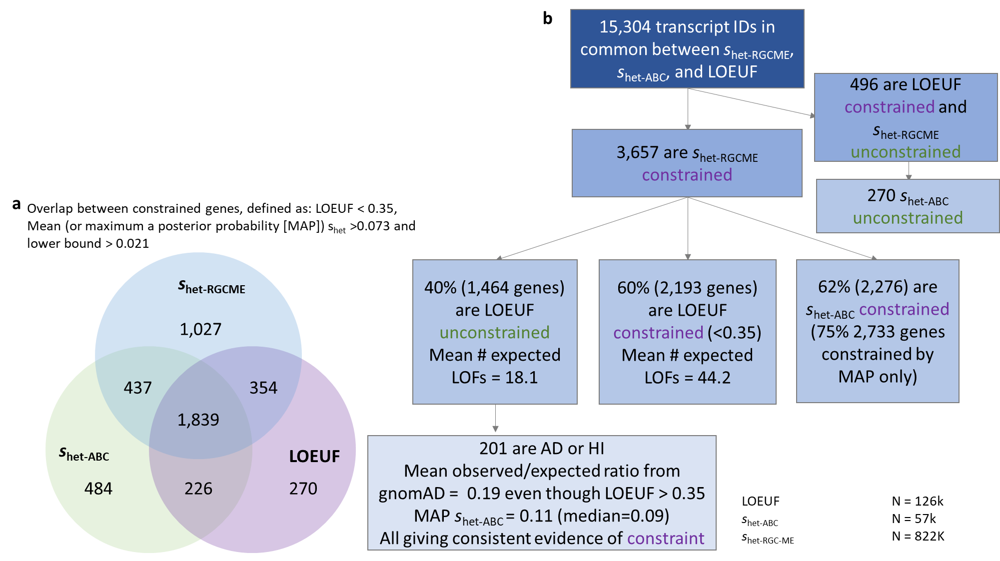 a
Overlap between constrained genes, defined as: LOEUF < 0.35,
Mean (or maximum a posterior probability [MAP]) shet >0.073 and
lower bound > 0.021
shet-RGCME
1,027
437
354
1,839
shet-ABC
LOEUF
484
226
270
b
15,304 transcript IDs in
common between shet-RGCME,
shet-ABC, and LOEUF
496 are LOEUF
constrained and
shet-RGCME
unconstrained
3,657 are shet-RGCME
constrained
270 shet-ABC
unconstrained
40% (1,464 genes)
are LOEUF
unconstrained
Mean # expected
LOFs = 18.1
60% (2,193 genes)
are LOEUF
constrained (<0.35)
Mean # expected
LOFs = 44.2
62% (2,276) are
shet-ABC constrained
(75% 2,733 genes
constrained by
MAP only)
201 are AD or HI
Mean observed/expected ratio from
gnomAD = 0.19 even though LOEUF > 0.35
MAP shet-ABC = 0.11 (median=0.09)
All giving consistent evidence of constraint
LOEUF N = 126k
shet-ABC N = 57k
shet-RGC-ME N = 822K